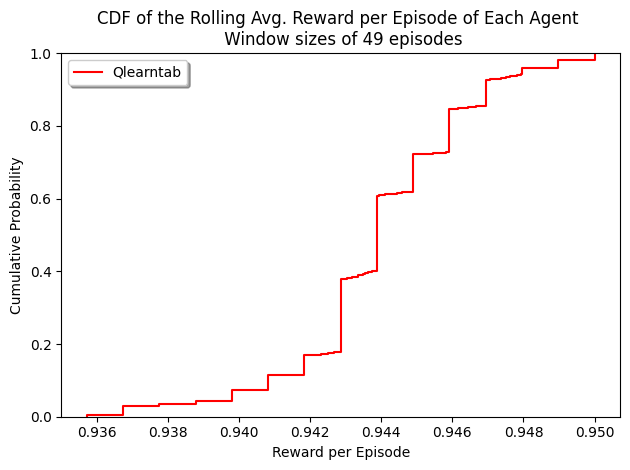 CDF of the Rolling Avg. Reward per Episode of Each Agent
Window sizes of 49 episodes
Qlearntab
1.0
0.8
0.6
0.4
0.2
0.0
Cumulative Probability
0.936 0.938 0.940 0.942 0.944 0.946 0.948 0.950
Reward per Episode